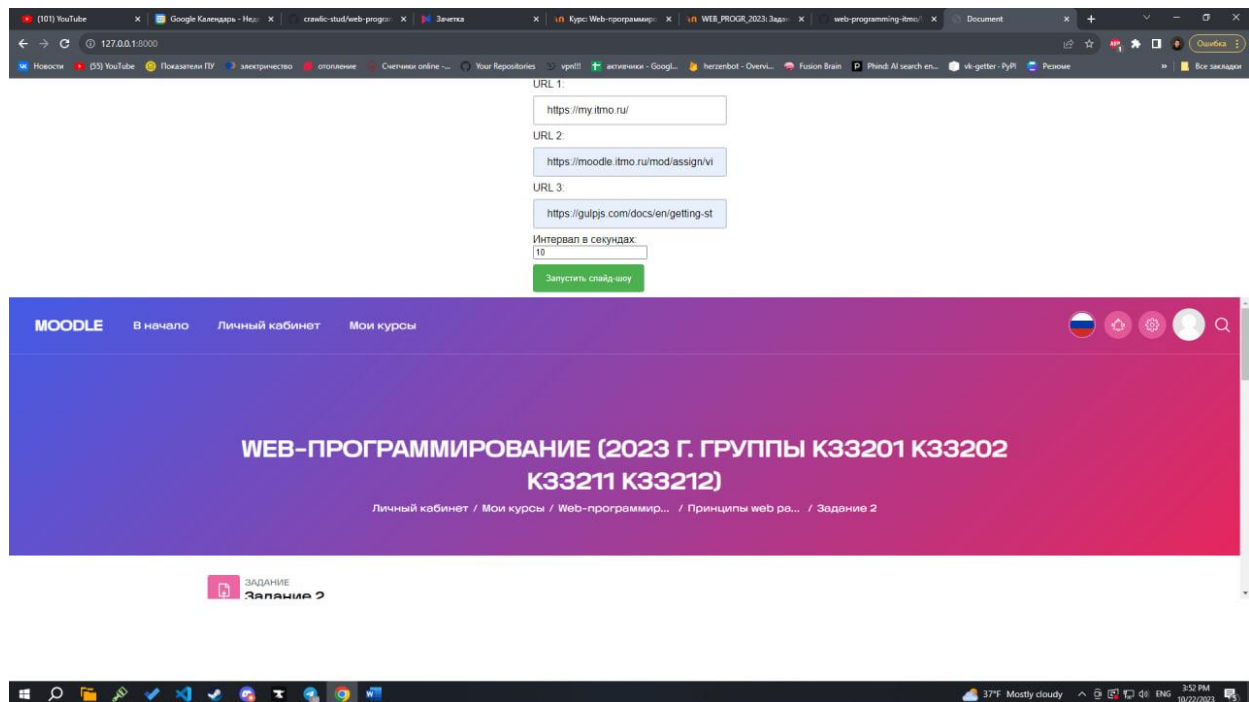 (101) YouTube
Google Календарь - Нед
crawlic-stud/web-progran
Зачетка
Курс: Web-программиро
WEB_PROGR_2023: Задан
web-programming-itmo/l
Document
127.0.0.1:8000
Ошибка
Новости
(55) YouTube
Показатели ПУ
электричество
отопление
Счетчики online -...
Your Repositories
vpn!!!
активчики - Googl...
herzenbot - Overvi...
Fusion Brain
Phind: AI search en...
vk-getter · PyPI
Резюме
»
Все закладки
URL 1:
https://my.itmo.ru/
URL 2:
https://moodle.itmo.ru/mod/assign/vi
URL 3:
https://gulpjs.com/docs/en/getting-st
Интервал в секундах:
10
Запустить слайд-шоу
MOODLE В начало Личный кабинет Мои курсы
WEB-ПРОГРАММИРОВАНИЕ (2023 Г. ГРУППЫ К33201 К33202
К33211 К33212)
Личный кабинет / Мои курсы / Web-программир... / Принципы web ра... / Задание 2
ЗАДАНИЕ
Задание 2
37°F Mostly cloudy
ENG
3:52 PM
10/22/2023